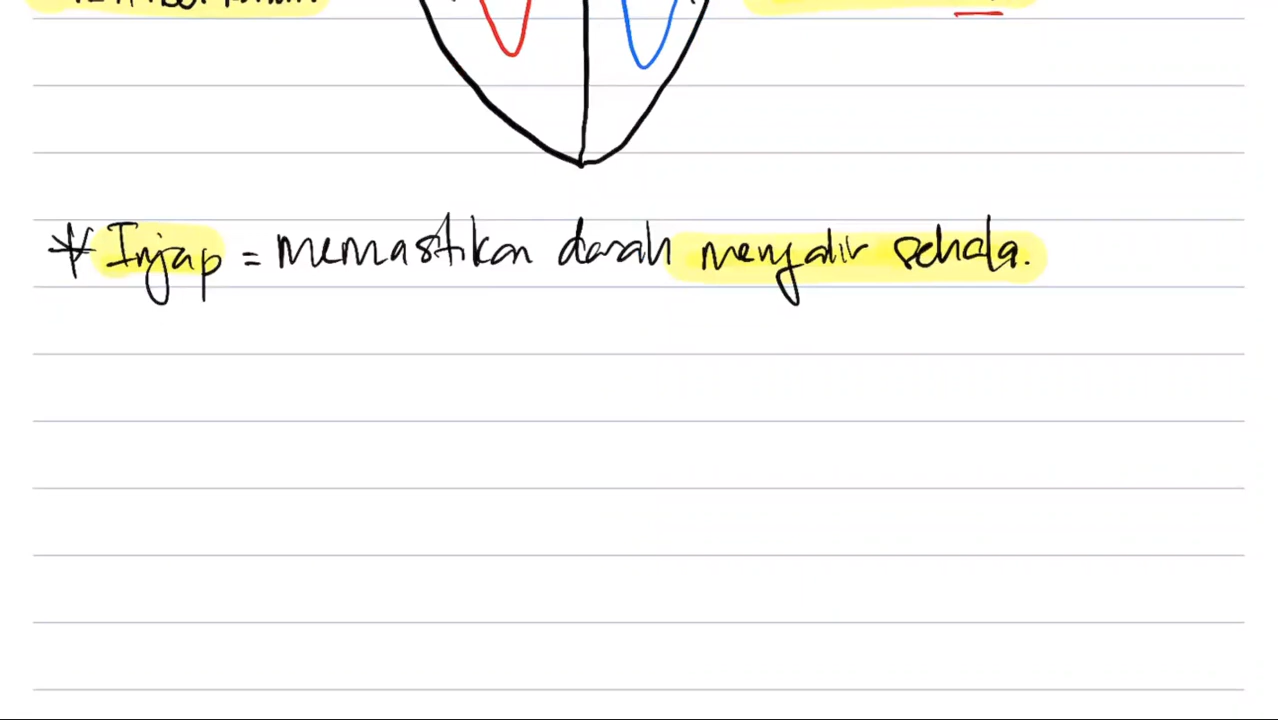 * Injap = memastikan darah mengalir sehala.